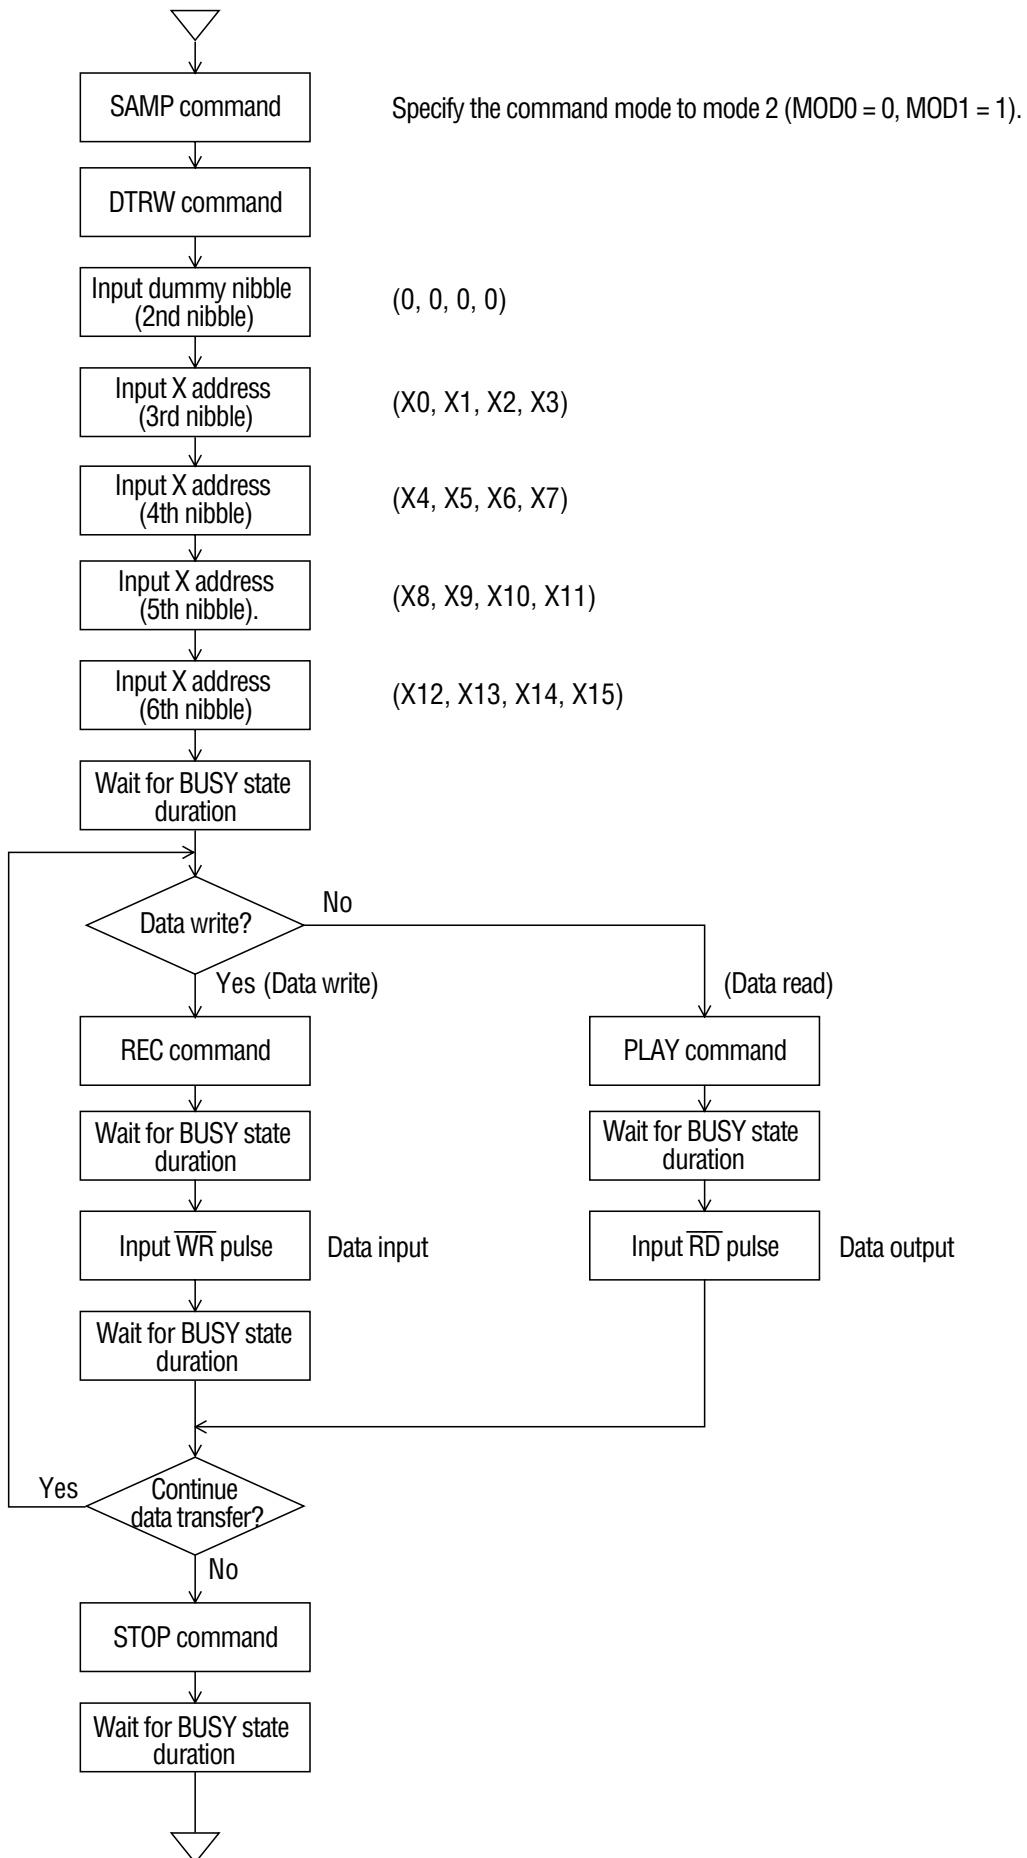 SAMP command
Specify the command mode to mode 2 (MOD0 = 0, MOD1 = 1).
DTRW command
Input dummy nibble
(2nd nibble)
(0, 0, 0, 0)
Input X address
(3rd nibble)
(X0, X1, X2, X3)
Input X address
(4th nibble)
(X4, X5, X6, X7)
Input X address
(5th nibble).
(X8, X9, X10, X11)
Input X address
(6th nibble)
(X12, X13, X14, X15)
Wait for BUSY state
duration
Data write?
No
Yes (Data write)
(Data read)
REC command
PLAY command
Wait for BUSY state
duration
Wait for BUSY state
duration
Input W̅R̅ pulse
Data input
Input R̅D̅ pulse
Data output
Wait for BUSY state
duration
Yes
Continue
data transfer?
No
STOP command
Wait for BUSY state
duration